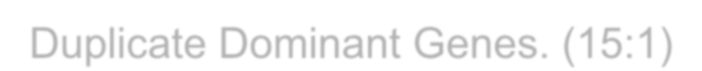 Duplicate Dominant Genes. (15:1)